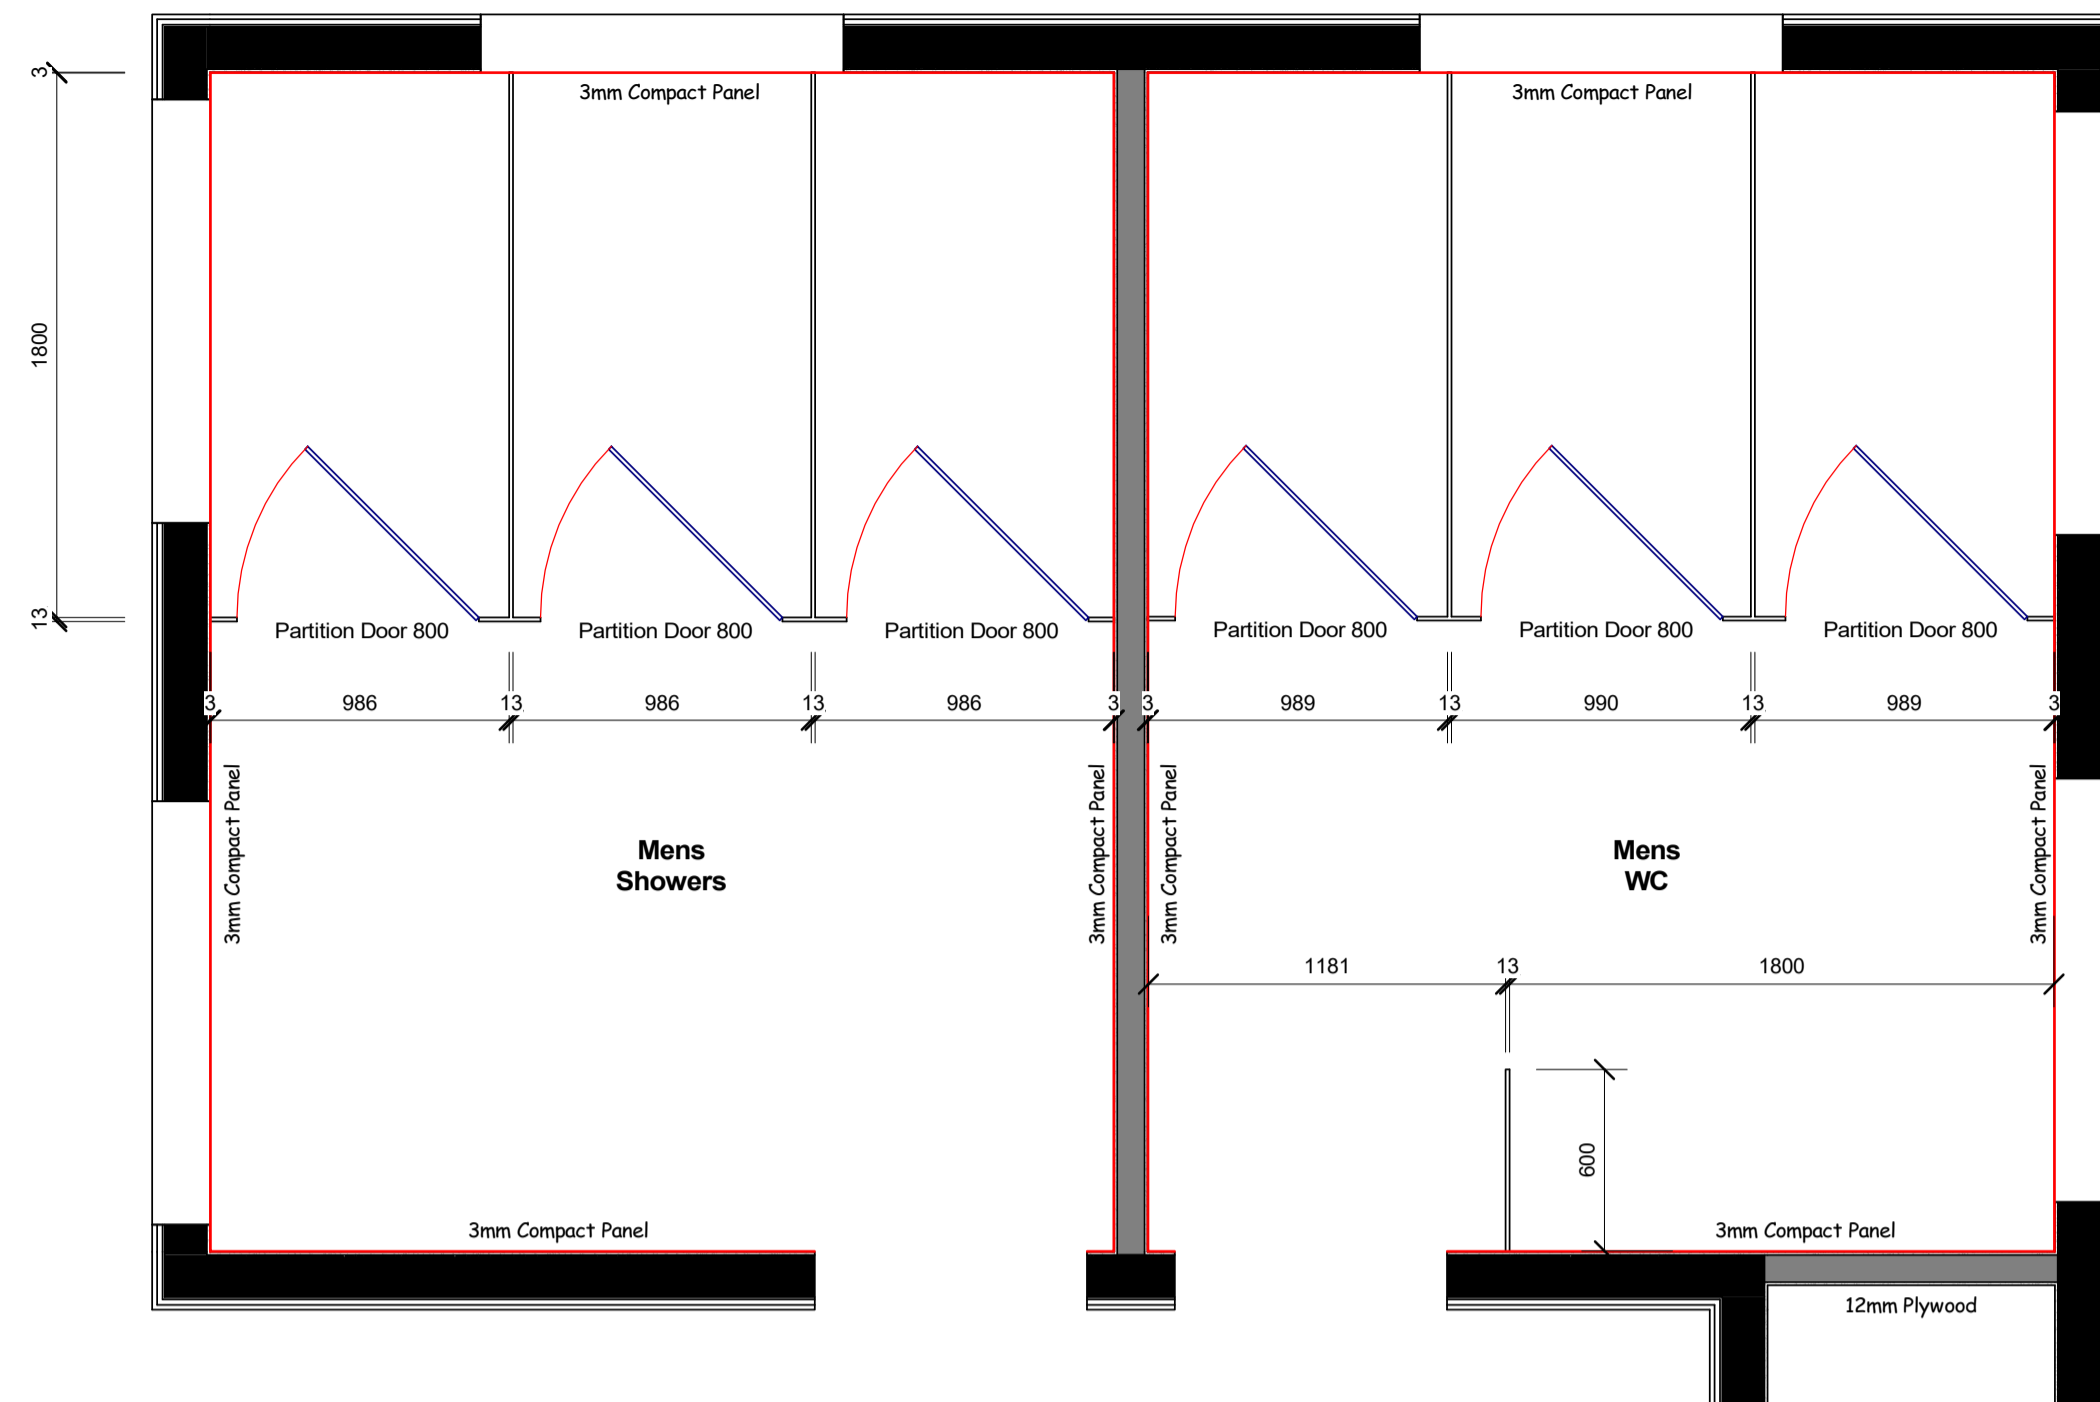 3
3mm Compact Panel
3mm Compact Panel
1800
13
Partition Door 800
Partition Door 800
Partition Door 800
Partition Door 800
Partition Door 800
Partition Door 800
3
986
13
986
13
986
3
3
989
13
990
13
989
3
3mm Compact Panel
3mm Compact Panel
3mm Compact Panel
3mm Compact Panel
Mens
Showers
Mens
WC
1181
13
1800
600
3mm Compact Panel
3mm Compact Panel
12mm Plywood